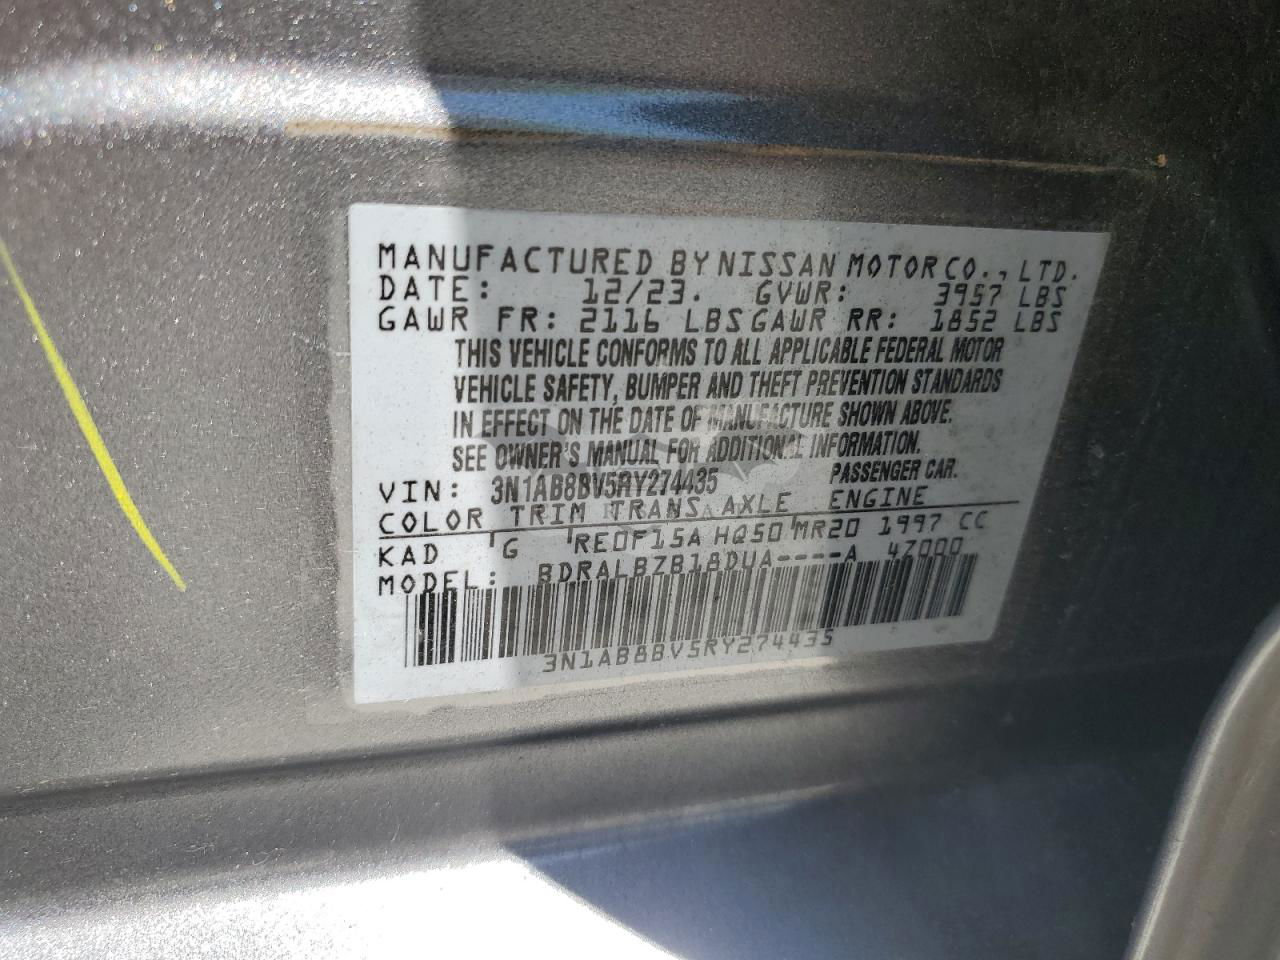 MANUFACTURED BY NISSAN MOTOR CO., LTD.
DATE: 12/23. GVWR: 3957 LBS
GAWR FR: 2116 LBS GAWR RR: 1852 LBS
THIS VEHICLE CONFORMS TO ALL APPLICABLE FEDERAL MOTOR
VEHICLE SAFETY, BUMPER AND THEFT PREVENTION STANDARDS
IN EFFECT ON THE DATE OF MANUFACTURE SHOWN ABOVE.
SEE OWNER'S MANUAL FOR ADDITIONAL INFORMATION.
VIN: 3N1AB8BV5RY274435 PASSENGER CAR.
COLOR TRIM TRANS AXLE ENGINE
KAD G RE0F15A HQ50 MR20 1997 CC
MODEL: BDRALBZB18DUA----A 47000
3N1AB8BV5RY274435